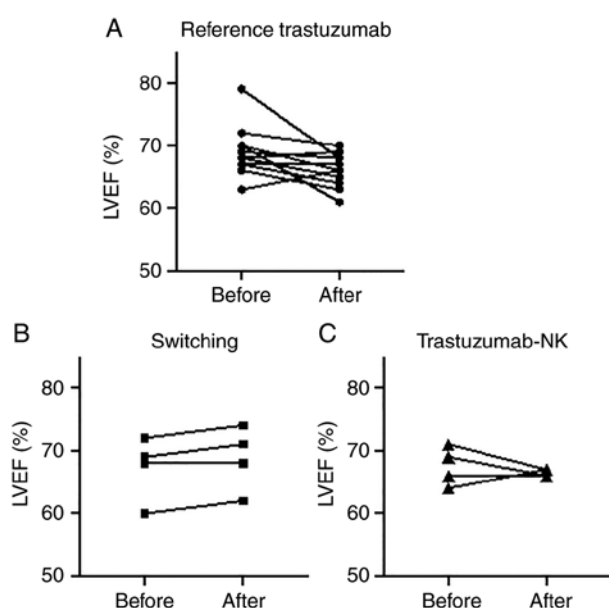 A Reference trastuzumab
80
70
60
50
LVEF (%)
Before After
B Switching
80
70
60
50
LVEF (%)
Before After
C Trastuzumab-NK
80
70
60
50
LVEF (%)
Before After